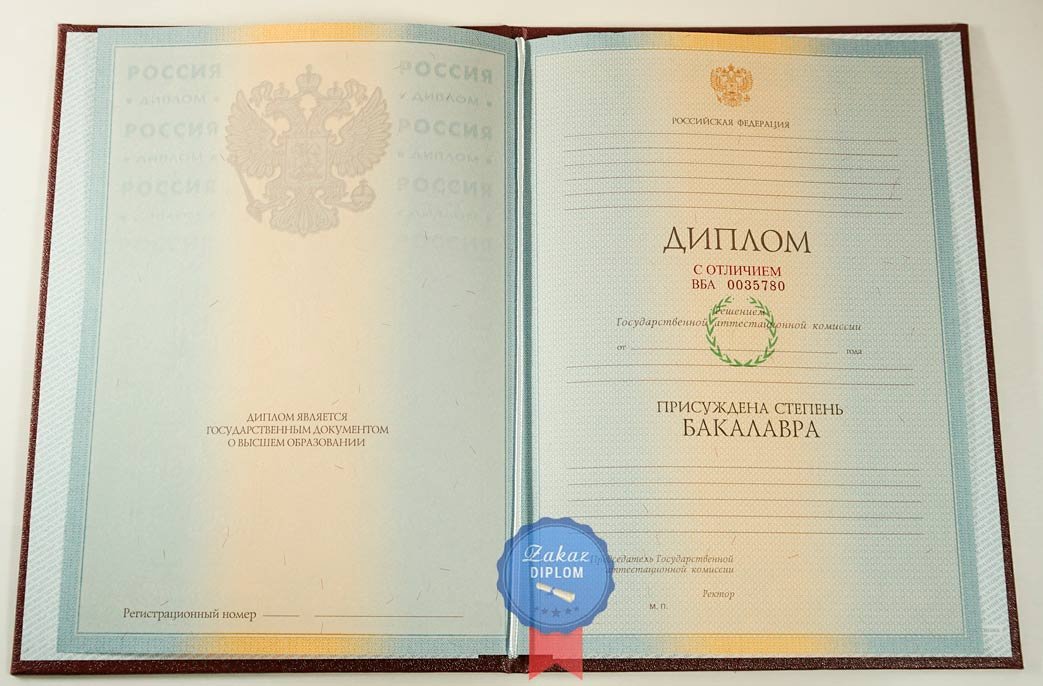 РОССИЯ РОССИЯ
• ДИПЛОМ • • ДИПЛОМ •
РОССИЯ РОССИЯ
• ДИПЛОМ • • ДИПЛОМ •
РОССИЯ РОССИЯ
ДИПЛОМ ЯВЛЯЕТСЯ
ГОСУДАРСТВЕННЫМ ДОКУМЕНТОМ
О ВЫСШЕМ ОБРАЗОВАНИИ
Регистрационный номер
РОССИЙСКАЯ ФЕДЕРАЦИЯ
ДИПЛОМ
С ОТЛИЧИЕМ
ВБА 0035780
Решением
Государственной аттестационной комиссии
от года
ПРИСУЖДЕНА СТЕПЕНЬ
БАКАЛАВРА
Председатель Государственной
аттестационной комиссии
Ректор
М. П.
Zakaz
DIPLOM